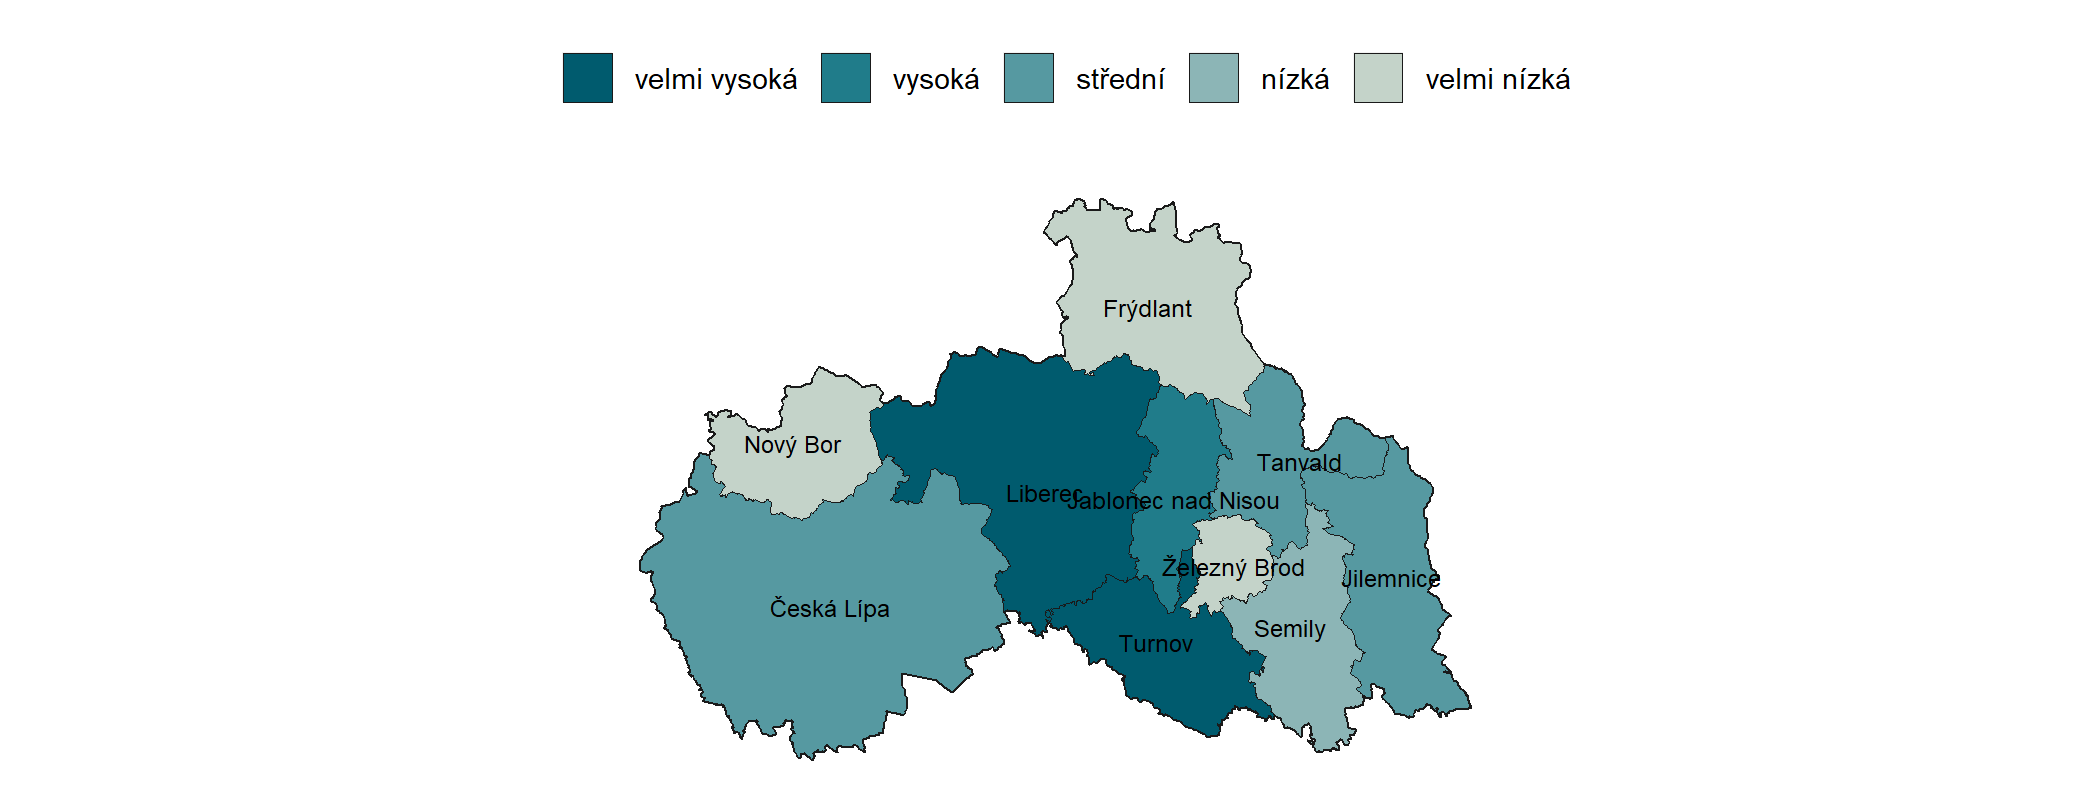 velmi vysoká vysoká střední nízká velmi nízká
Frýdlant
Nový Bor
Tanvald
Liberec
Jablonec nad Nisou
Železný Brod
Jilemnice
Česká Lípa
Semily
Turnov